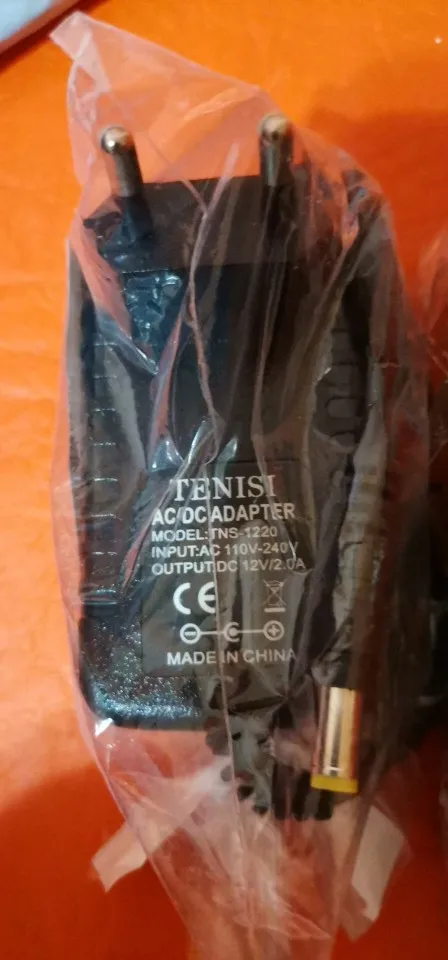 TENISI
AC/DC ADAPTER
MODEL:TNS-1220
INPUT:AC 110V-240V
OUTPUT:DC 12V/2.0A
CE
MADE IN CHINA